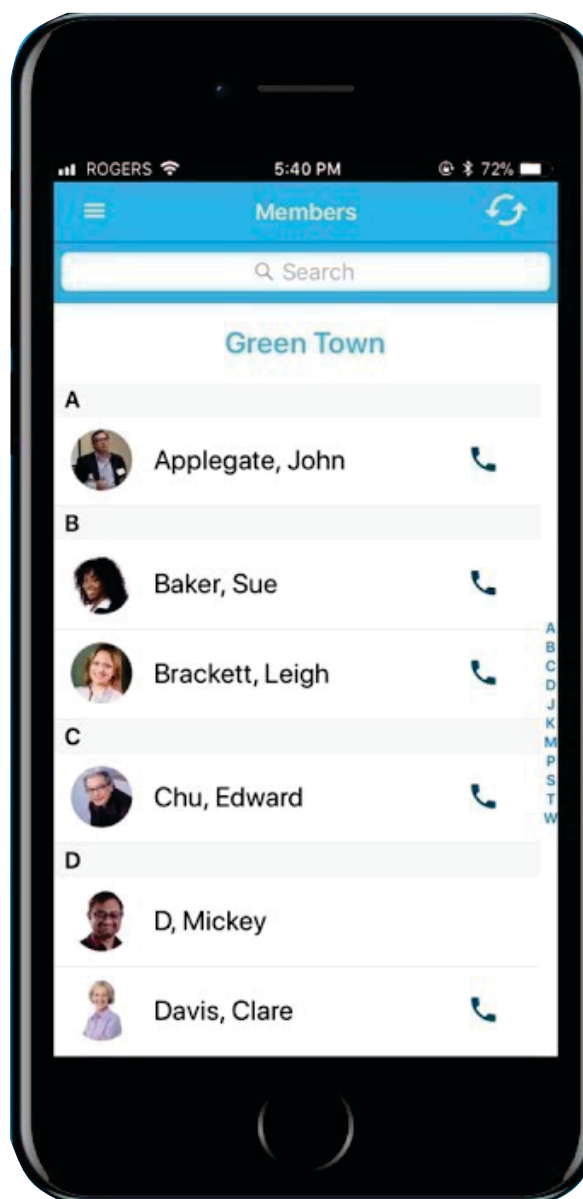 ROGERS 5:40 PM 72%
Members
Search
Green Town
A
Applegate, John
B
Baker, Sue
Brackett, Leigh
C
Chu, Edward
D
D, Mickey
Davis, Clare
A
B
C
D
J
K
M
P
S
T
W